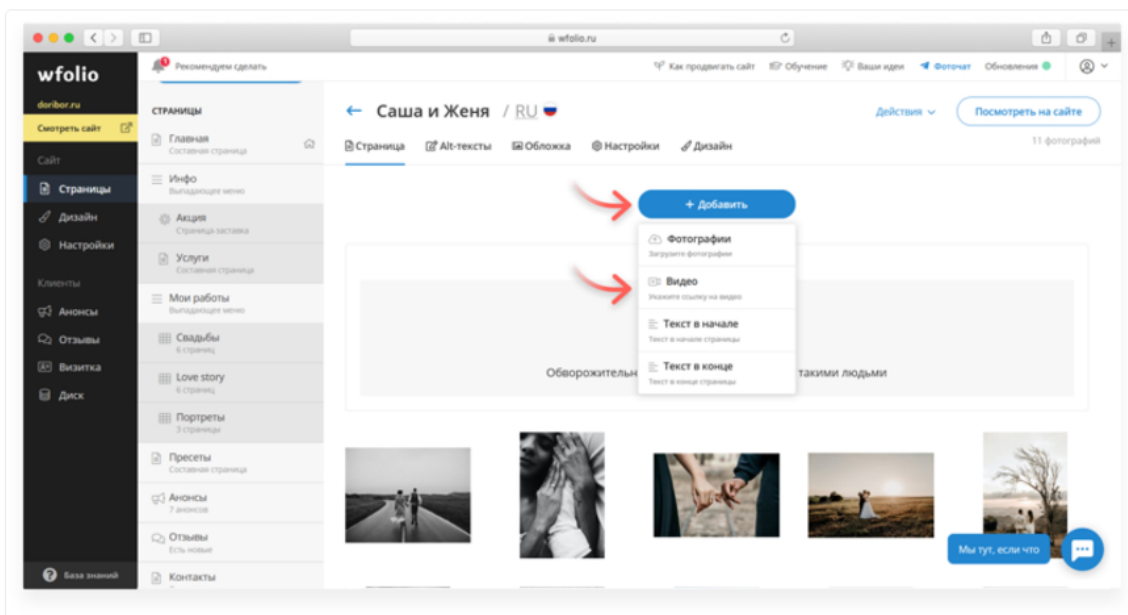 wfolio.ru
wfolio
Рекомендуем сделать
Как продвигать сайт
Обучение
Ваши идеи
Фоточат
Обновления
doribor.ru
Смотреть сайт
Сайт
Страницы
Дизайн
Настройки
Клиенты
Анонсы
Отзывы
Визитка
Диск
База знаний
СТРАНИЦЫ
Главная
Составная страница
Инфо
Выпадающее меню
Акция
Страница заставка
Услуги
Составная страница
Мои работы
Выпадающее меню
Свадьбы
6 страниц
Love story
6 страниц
Портреты
3 страницы
Пресеты
Составная страница
Анонсы
7 анонсов
Отзывы
Есть новые
Контакты
← Саша и Женя / RU
Действия
Посмотреть на сайте
Страница
Alt-тексты
Обложка
Настройки
Дизайн
11 фотографий
+ Добавить
Фотографии
Загрузите фотографии
Видео
Укажите ссылку на видео
Текст в начале
Текст в начале страницы
Текст в конце
Текст в конце страницы
Обворожительн
такими людьми
Мы тут, если что